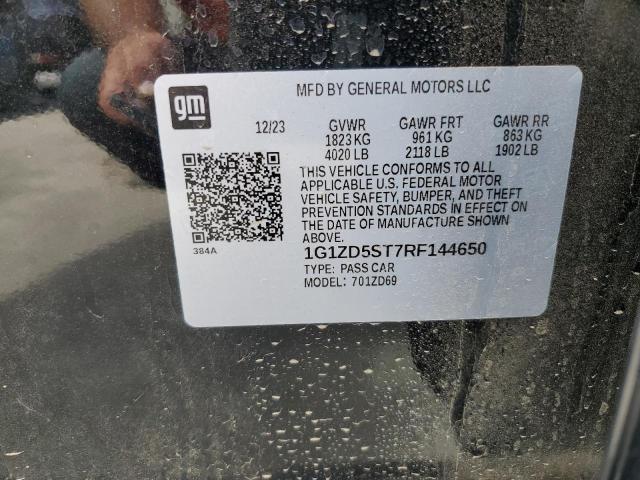 gm
MFD BY GENERAL MOTORS LLC
12/23 GVWR GAWR FRT GAWR RR
1823 KG 961 KG 863 KG
4020 LB 2118 LB 1902 LB
THIS VEHICLE CONFORMS TO ALL
APPLICABLE U.S. FEDERAL MOTOR
VEHICLE SAFETY, BUMPER, AND THEFT
PREVENTION STANDARDS IN EFFECT ON
THE DATE OF MANUFACTURE SHOWN
ABOVE.
384A
1G1ZD5ST7RF144650
TYPE: PASS CAR
MODEL: 701ZD69